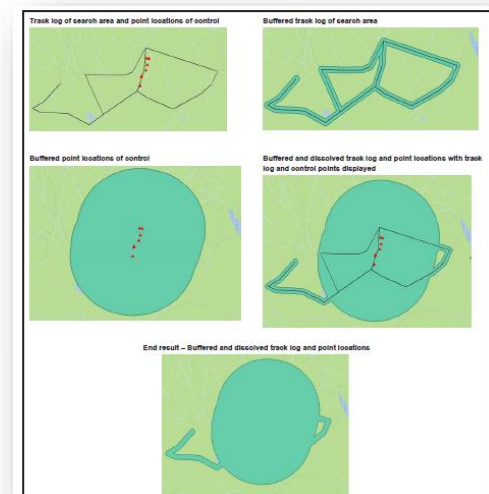 Track log of search area and point locations of control
Buffered track log of search area
Buffered point locations of control
Buffered and dissolved track log and point locations with track
log and control points displayed
End result – Buffered and dissolved track log and point locations